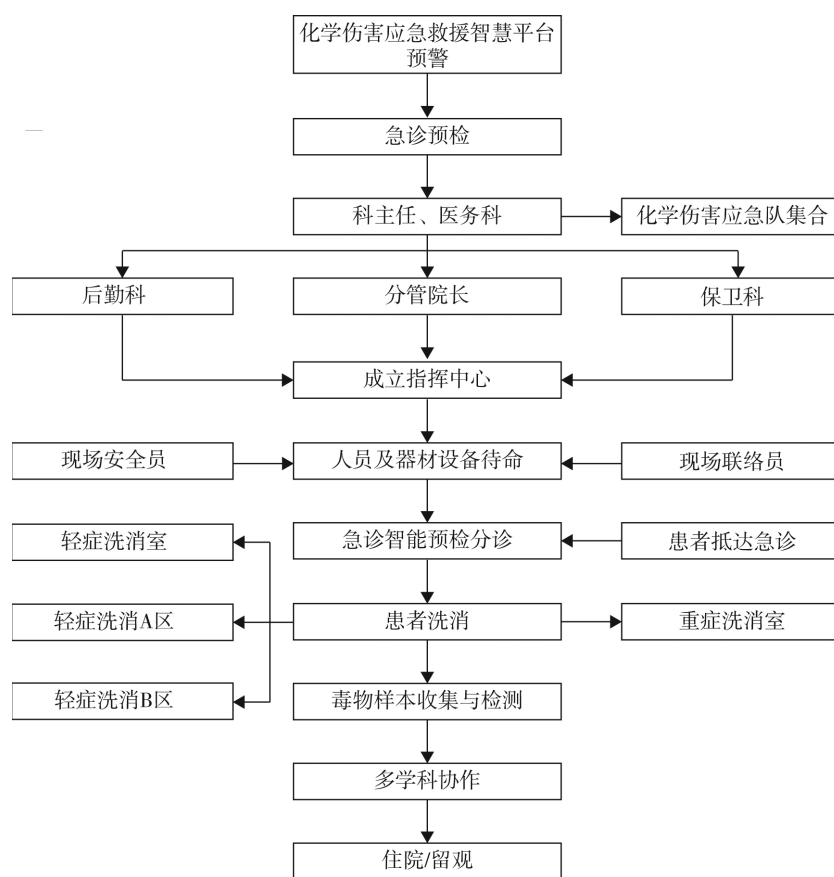 化学伤害应急救援智慧平台
预警
急诊预检
科主任、医务科
化学伤害应急队集合
后勤科
分管院长
保卫科
成立指挥中心
现场安全员
人员及器材设备待命
现场联络员
轻症洗消室
急诊智能预检分诊
患者抵达急诊
轻症洗消A区
患者洗消
重症洗消室
轻症洗消B区
毒物样本收集与检测
多学科协作
住院/留观